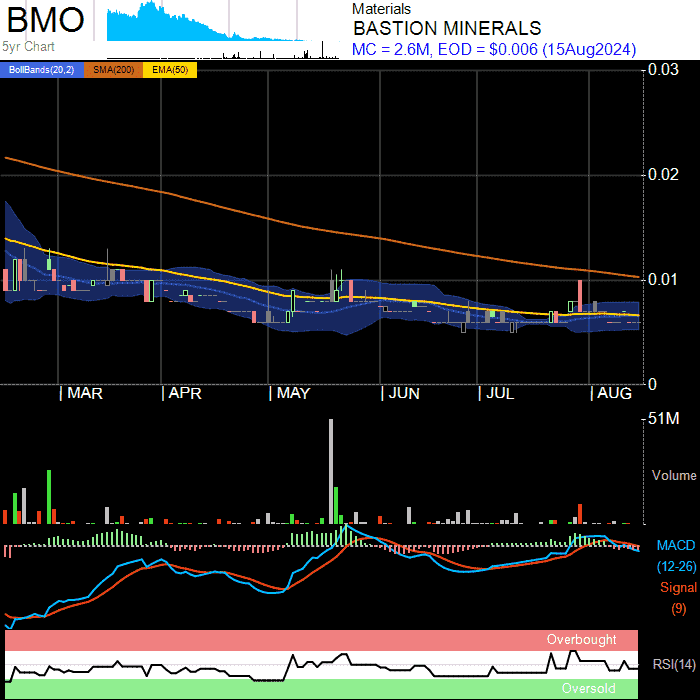 BMO
5yr Chart
Materials
BASTION MINERALS
MC = 2.6M, EOD = $0.006 (15Aug2024)
BollBands(20,2) SMA(200) EMA(50)
0.03
0.02
0.01
0
MAR APR MAY JUN JUL AUG
51M
Volume
MACD
(12-26)
Signal
(9)
Overbought
RSI(14)
Oversold